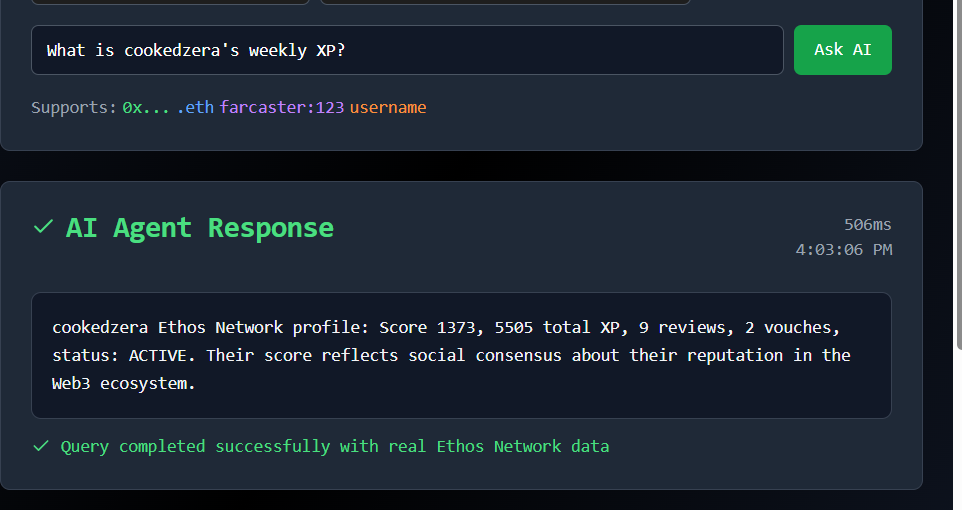 What is cookedzera's weekly XP?
Ask AI
Supports: 0x... .eth farcaster:123 username
AI Agent Response
506ms
4:03:06 PM
cookedzera Ethos Network profile: Score 1373, 5505 total XP, 9 reviews, 2 vouches,
status: ACTIVE. Their score reflects social consensus about their reputation in the
Web3 ecosystem.
Query completed successfully with real Ethos Network data